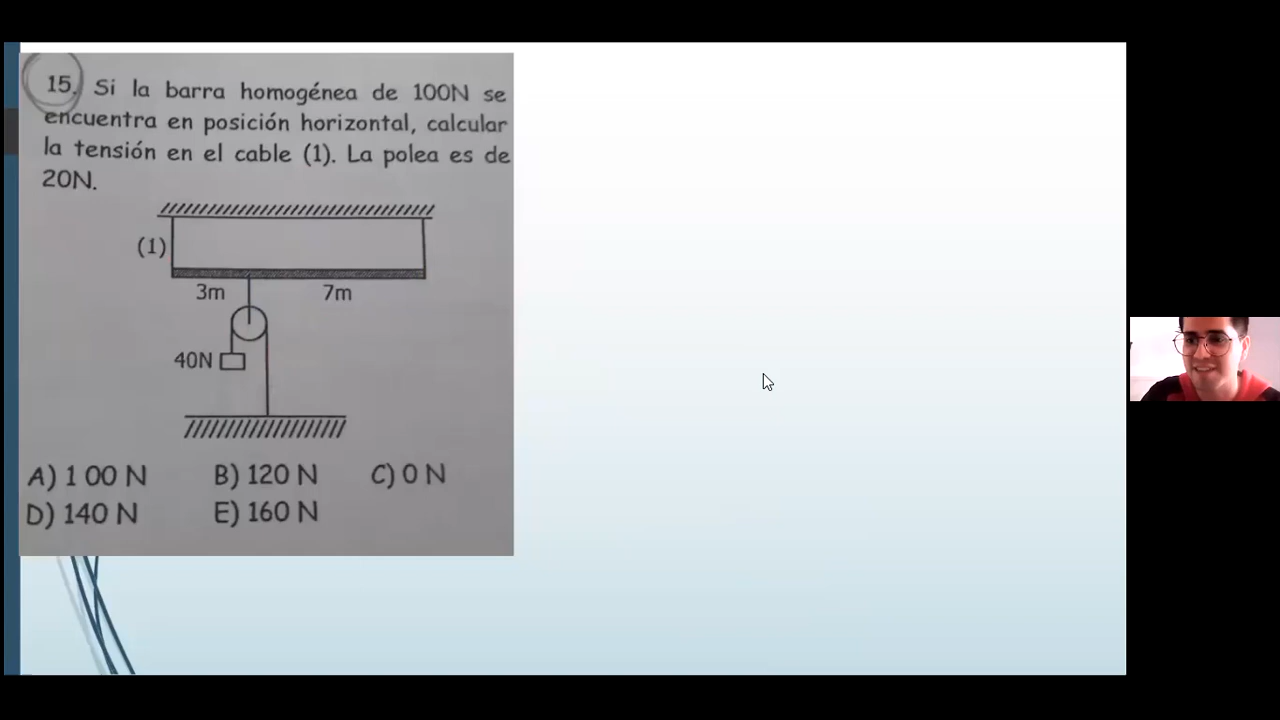 15. Si la barra homogénea de 100N se
encuentra en posición horizontal, calcular
la tensión en el cable (1). La polea es de
20N.
(1)
3m 7m
40N
A) 1 00 N B) 120 N C) 0 N
D) 140 N E) 160 N